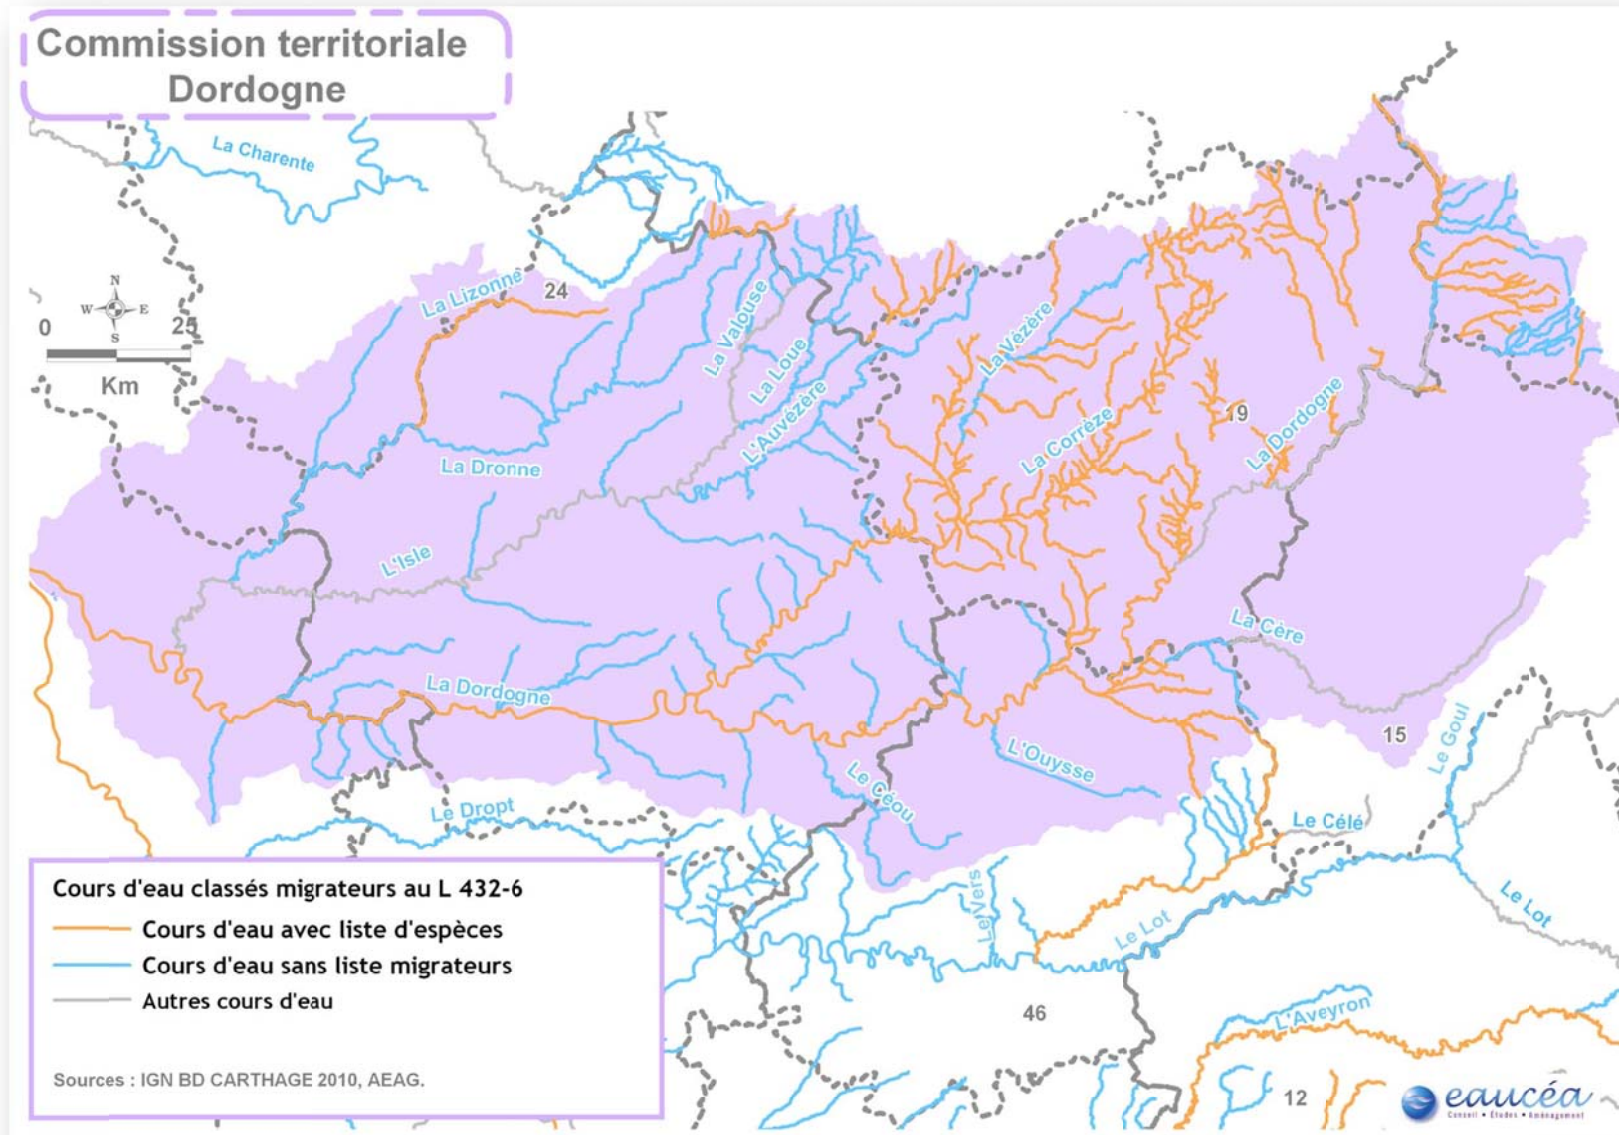 Commission territoriale
Dordogne
La Charente
N
W
E
S
0
25
Km
La Lizonne
24
La Valouse
La Loue
L'Auvézère
La Vézère
La Corrèze
19
La Dordogne
La Dronne
L'Isle
La Cère
La Dordogne
15
Le Goul
L'Ouysse
Le Céou
Le Dropt
Le Célé
Le Vers
Le Lot
Le Lot
46
L'Aveyron
12
Cours d'eau classés migrateurs au L 432-6
Cours d'eau avec liste d'espèces
Cours d'eau sans liste migrateurs
Autres cours d'eau
Sources : IGN BD CARTHAGE 2010, AEAG.
eaucéa
Conseil • Études • Aménagement